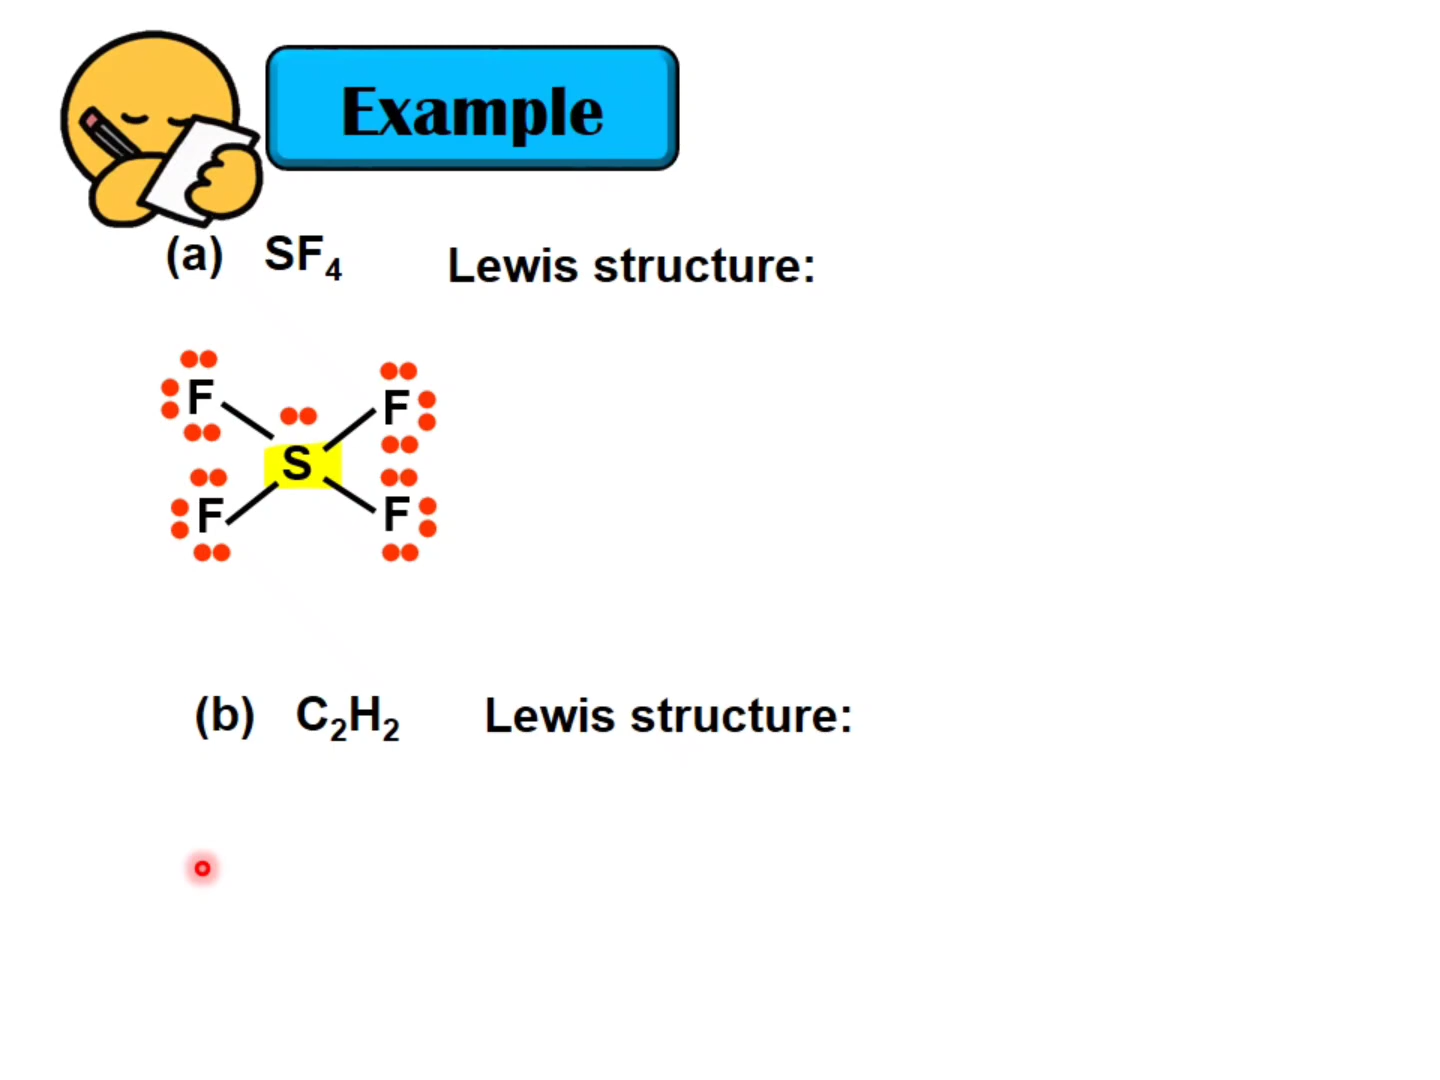 Example
(a) SF₄ Lewis structure:
F F
S
F F
(b) C₂H₂ Lewis structure: